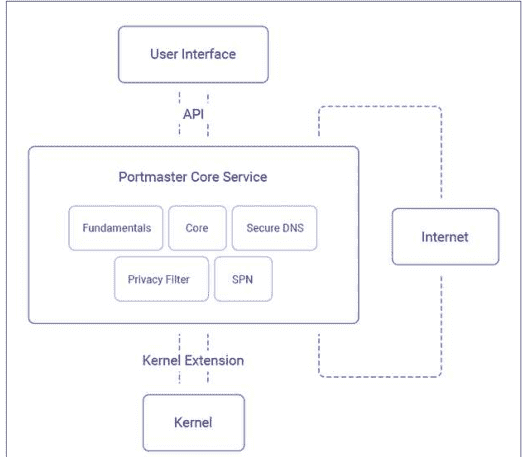 User Interface
API
Portmaster Core Service
Fundamentals
Core
Secure DNS
Privacy Filter
SPN
Internet
Kernel Extension
Kernel